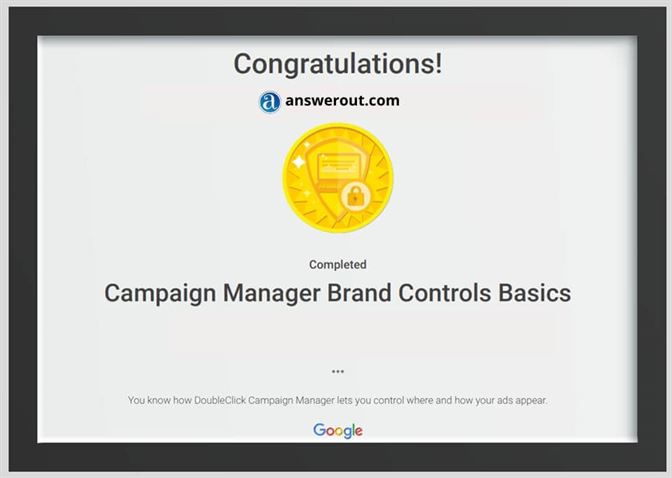 Congratulations!
a answerout.com
Completed
Campaign Manager Brand Controls Basics
...
You know how DoubleClick Campaign Manager lets you control where and how your ads appear.
Google